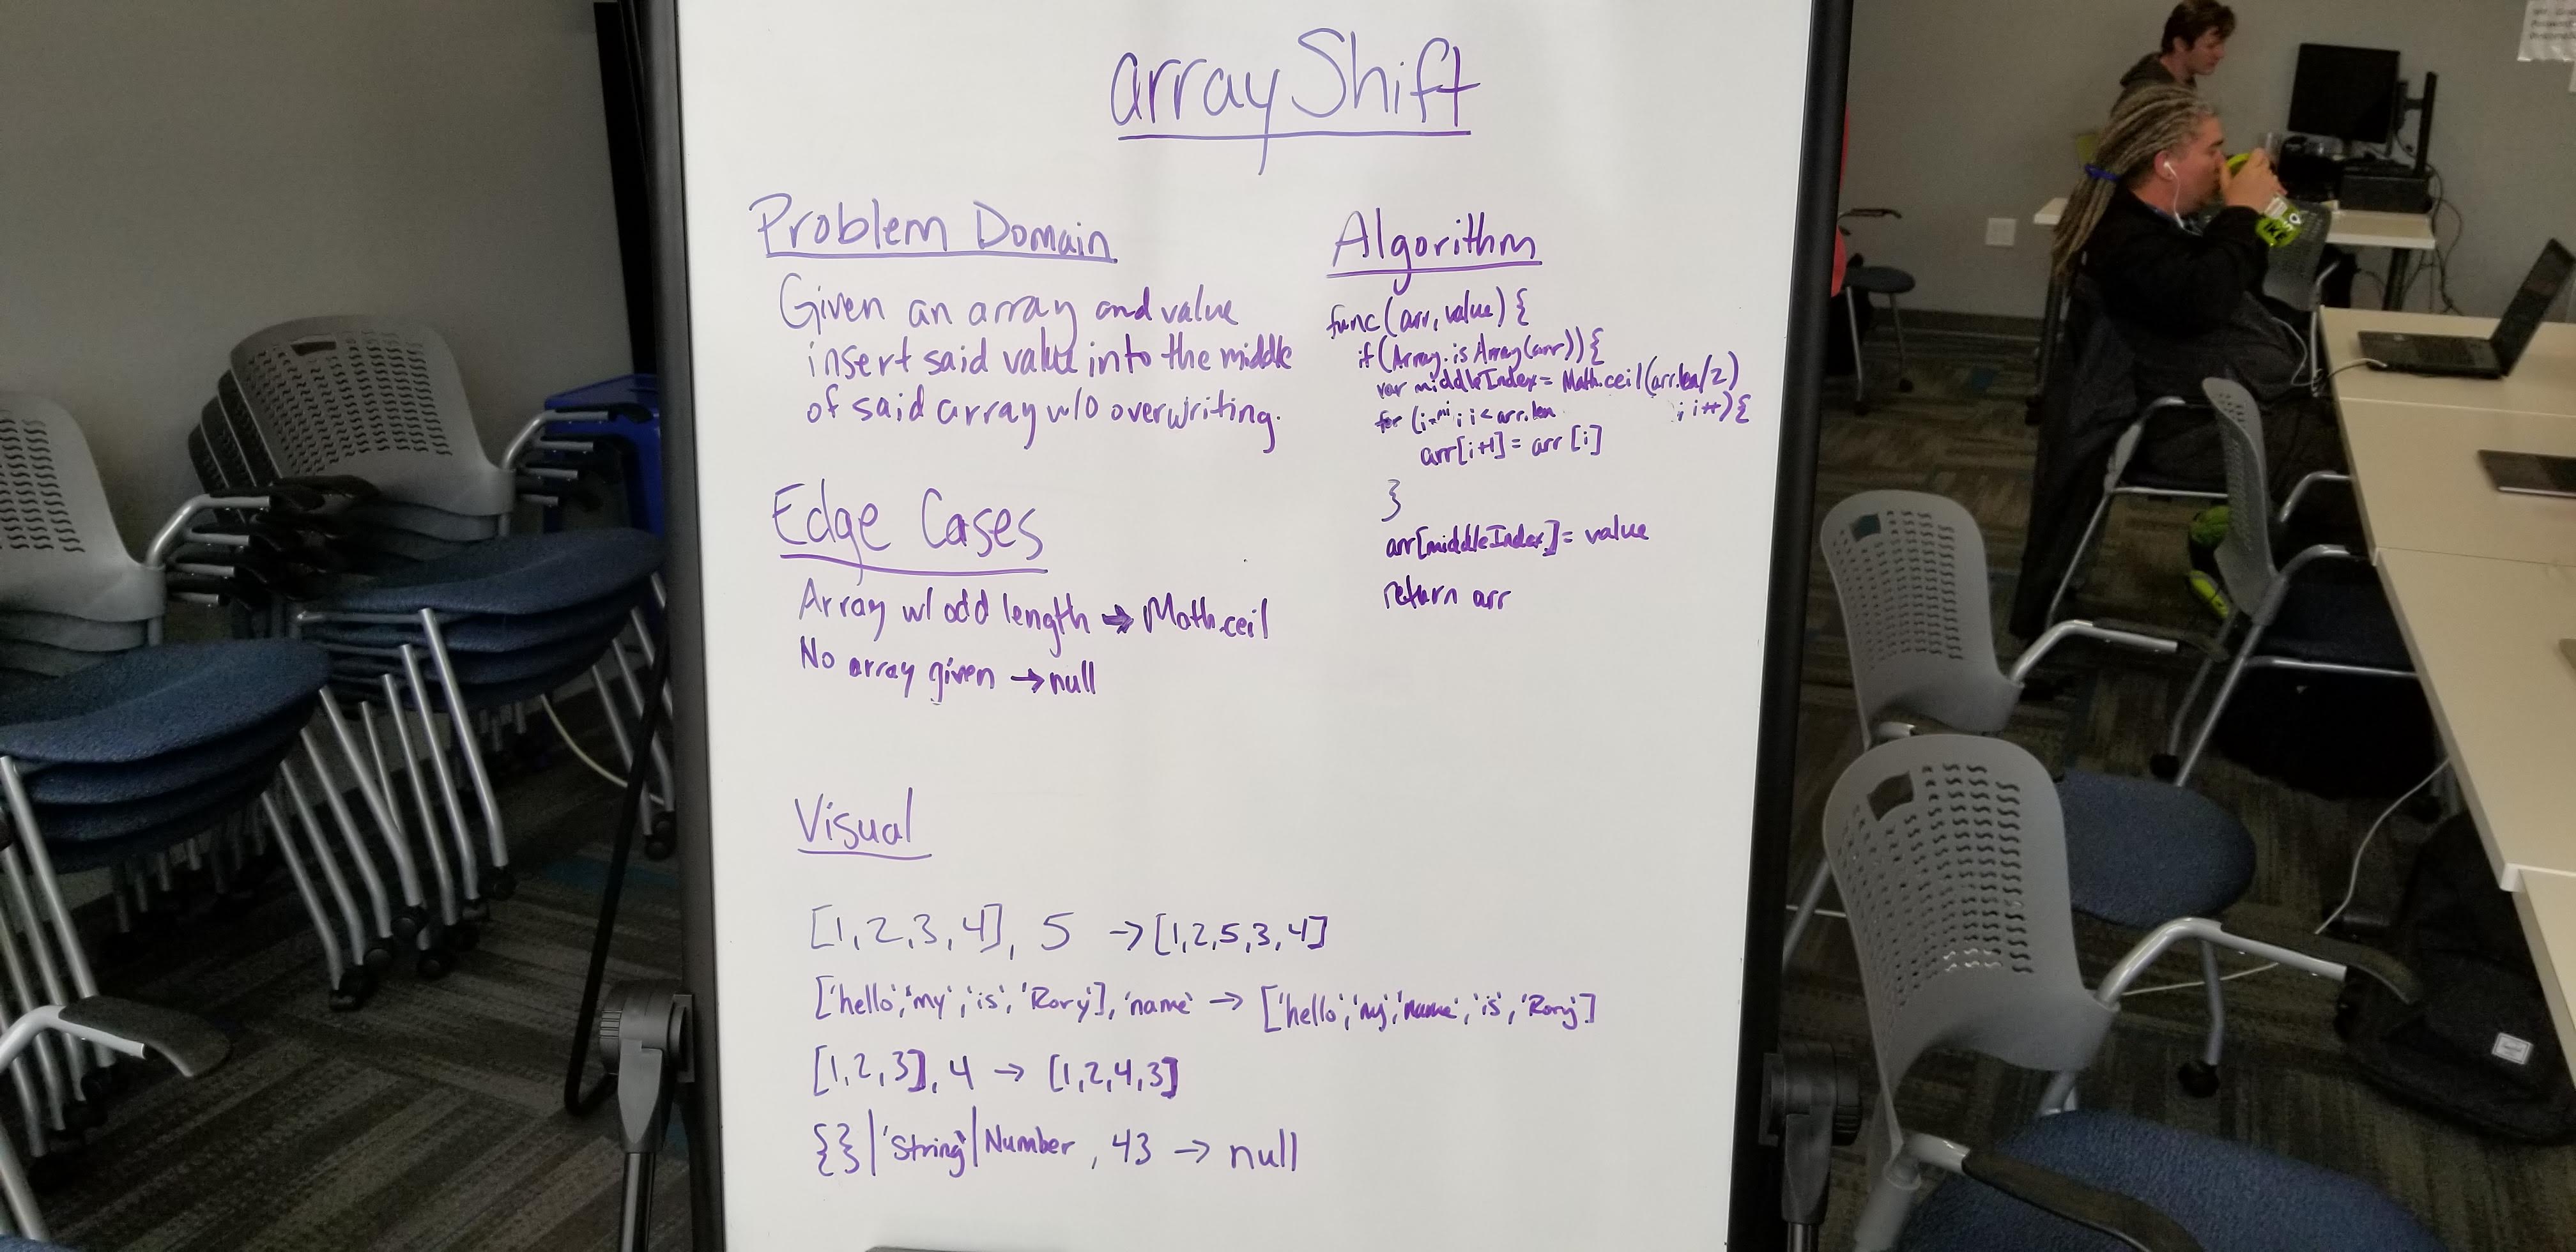 arrayShift
Problem Domain
Given an array and value
insert said value into the middle
of said array w/o overwriting.
Edge Cases
Array w/ odd length → Math.ceil
No array given → null
Algorithm
func(arr, value) {
if(Array.isArray(arr)){
var middleIndex = Math.ceil(arr.len/2)
for (i=mi; i<arr.len ; i++){
arr[i+1] = arr[i]
}
arr[middleIndex] = value
return arr
Visual
[1,2,3,4], 5 → [1,2,5,3,4]
['hello','my','is','Rory'], 'name' → ['hello','my','name','is','Rory']
[1,2,3], 4 → [1,2,4,3]
{}|'String'|Number, 43 → null